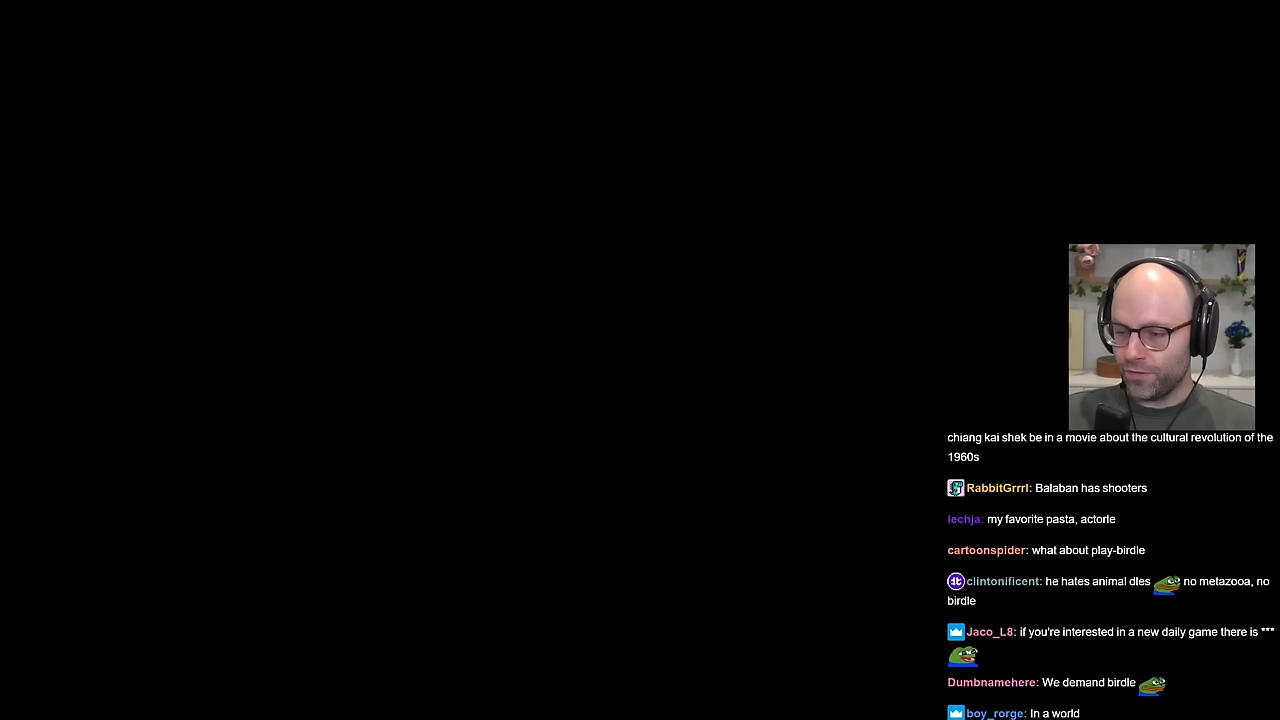 chiang kai shek be in a movie about the cultural revolution of the
1960s
RabbitGrrrl: Balaban has shooters
lechja: my favorite pasta, actorle
cartoonspider: what about play-birdle
clintonificent: he hates animal dles no metazooa, no
birdle
Jaco_L8: if you're interested in a new daily game there is ***
Dumbnamehere: We demand birdle
boy_rorge: In a world